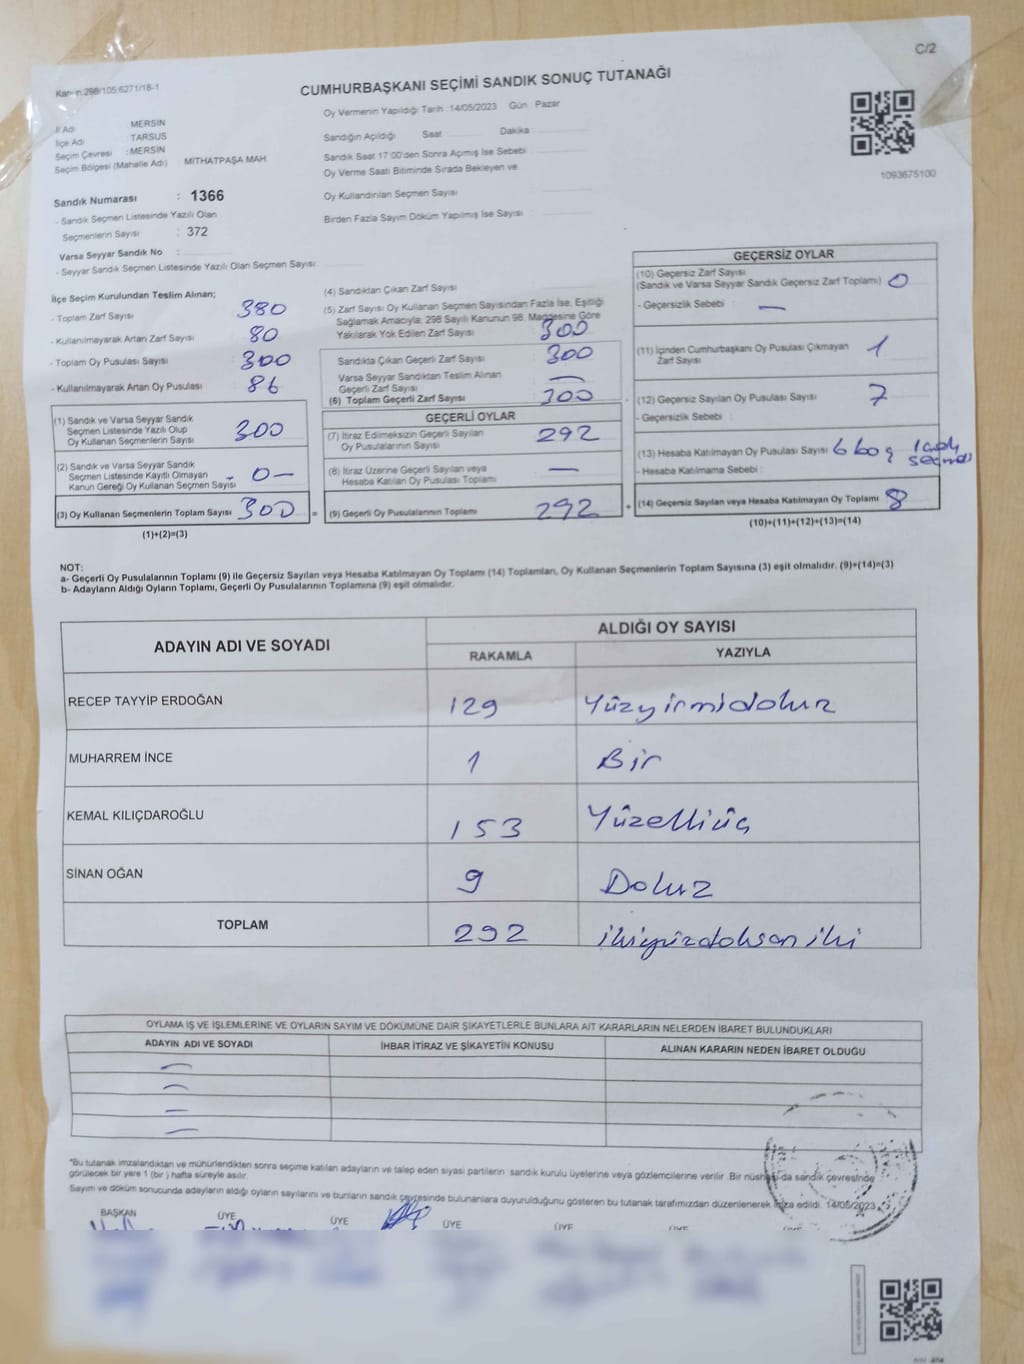 C/2
Kanun:298/105:6271/18-1
CUMHURBAŞKANI SEÇİMİ SANDIK SONUÇ TUTANAĞI
Oy Vermenin Yapıldığı Tarih : 14/05/2023 Gün : Pazar
İl Adı : MERSİN
İlçe Adı : TARSUS
Seçim Çevresi : MERSİN
Seçim Bölgesi (Mahalle Adı) MİTHATPAŞA MAH
Sandığın Açıldığı Saat Dakika
Sandık Saat 17:00'den Sonra Açılmış İse Sebebi
Oy Verme Saati Bitiminde Sırada Bekleyen ve
Oy Kullandırılan Seçmen Sayısı
Birden Fazla Sayım Döküm Yapılmış İse Sayısı
1093675100
Sandık Numarası : 1366
- Sandık Seçmen Listesinde Yazılı Olan
Seçmenlerin Sayısı : 372
Varsa Seyyar Sandık No :
- Seyyar Sandık Seçmen Listesinde Yazılı Olan Seçmen Sayısı:
İlçe Seçim Kurulundan Teslim Alınan;
- Toplam Zarf Sayısı : 380
- Kullanılmayarak Artan Zarf Sayısı : 80
- Toplam Oy Pusulası Sayısı : 300
- Kullanılmayarak Artan Oy Pusulası : 86
(1) Sandık ve Varsa Seyyar Sandık
Seçmen Listesinde Yazılı Olup
Oy Kullanan Seçmenlerin Sayısı 300
(2) Sandık ve Varsa Seyyar Sandık
Seçmen Listesinde Kayıtlı Olmayan
Kanun Gereği Oy Kullanan Seçmen Sayısı - 0 -
(3) Oy Kullanan Seçmenlerin Toplam Sayısı 300 =
(1)+(2)=(3)
(4) Sandıktan Çıkan Zarf Sayısı
(5) Zarf Sayısı Oy Kullanan Seçmen Sayısından Fazla İse, Eşitliği
Sağlamak Amacıyla; 298 Sayılı Kanunun 98. Maddesine Göre
Yakılarak Yok Edilen Zarf Sayısı 300
Sandıkta Çıkan Geçerli Zarf Sayısı : 300
Varsa Seyyar Sandıktan Teslim Alınan
Geçerli Zarf Sayısı : —
(6) Toplam Geçerli Zarf Sayısı : 300
GEÇERLİ OYLAR
(7) İtiraz Edilmeksizin Geçerli Sayılan
Oy Pusulalarının Sayısı : 292
(8) İtiraz Üzerine Geçerli Sayılan veya
Hesaba Katılan Oy Pusulası Toplamı : —
(9) Geçerli Oy Pusulalarının Toplamı : 292 +
GEÇERSİZ OYLAR
(10) Geçersiz Zarf Sayısı
(Sandık ve Varsa Seyyar Sandık Geçersiz Zarf Toplamı) : 0
- Geçersizlik Sebebi : —
(11) İçinden Cumhurbaşkanı Oy Pusulası Çıkmayan
Zarf Sayısı 1
(12) Geçersiz Sayılan Oy Pusulası Sayısı : 7
- Geçersizlik Sebebi :
(13) Hesaba Katılmayan Oy Pusulası Sayısı
- Hesaba Katılmama Sebebi :
(14) Geçersiz Sayılan veya Hesaba Katılmayan Oy Toplamı : 8
(10)+(11)+(12)+(13)=(14)
NOT:
a- Geçerli Oy Pusulalarının Toplamı (9) ile Geçersiz Sayılan veya Hesaba Katılmayan Oy Toplamı (14) Toplamları, Oy Kullanan Seçmenlerin Toplam Sayısına (3) eşit olmalıdır. (9)+(14)=(3)
b- Adayların Aldığı Oyların Toplamı, Geçerli Oy Pusulalarının Toplamına (9) eşit olmalıdır.
ADAYIN ADI VE SOYADI ALDIĞI OY SAYISI
RAKAMLA YAZIYLA
RECEP TAYYİP ERDOĞAN 129 Yüzyirmidokuz
MUHARREM İNCE 1 Bir
KEMAL KILIÇDAROĞLU 153 Yüzelliüç
SİNAN OĞAN 9 Dokuz
TOPLAM 292 ikiyüzdoksan iki
OYLAMA İŞ VE İŞLEMLERİNE VE OYLARIN SAYIM VE DÖKÜMÜNE DAİR ŞİKAYETLERLE BUNLARA AİT KARARLARIN NELERDEN İBARET BULUNDUKLARI
ADAYIN ADI VE SOYADI İHBAR İTİRAZ VE ŞİKAYETİN KONUSU ALINAN KARARIN NEDEN İBARET OLDUĞU
—
—
—
—
*Bu tutanak imzalandıktan ve mühürlendikten sonra seçime katılan adayların ve talep eden siyasi partilerin sandık kurulu üyelerine veya gözlemcilerine verilir. Bir nüshası da sandık çevresinde
görülecek bir yere 1 (bir) hafta süreyle asılır.
Sayım ve döküm sonucunda adayların aldığı oyların sayılarını ve bunların sandık çevresinde bulunanlara duyurulduğunu gösteren bu tutanak tarafımızdan düzenlenerek imza edildi. 14/05/2023
BAŞKAN ÜYE ÜYE ÜYE ÜYE ÜYE